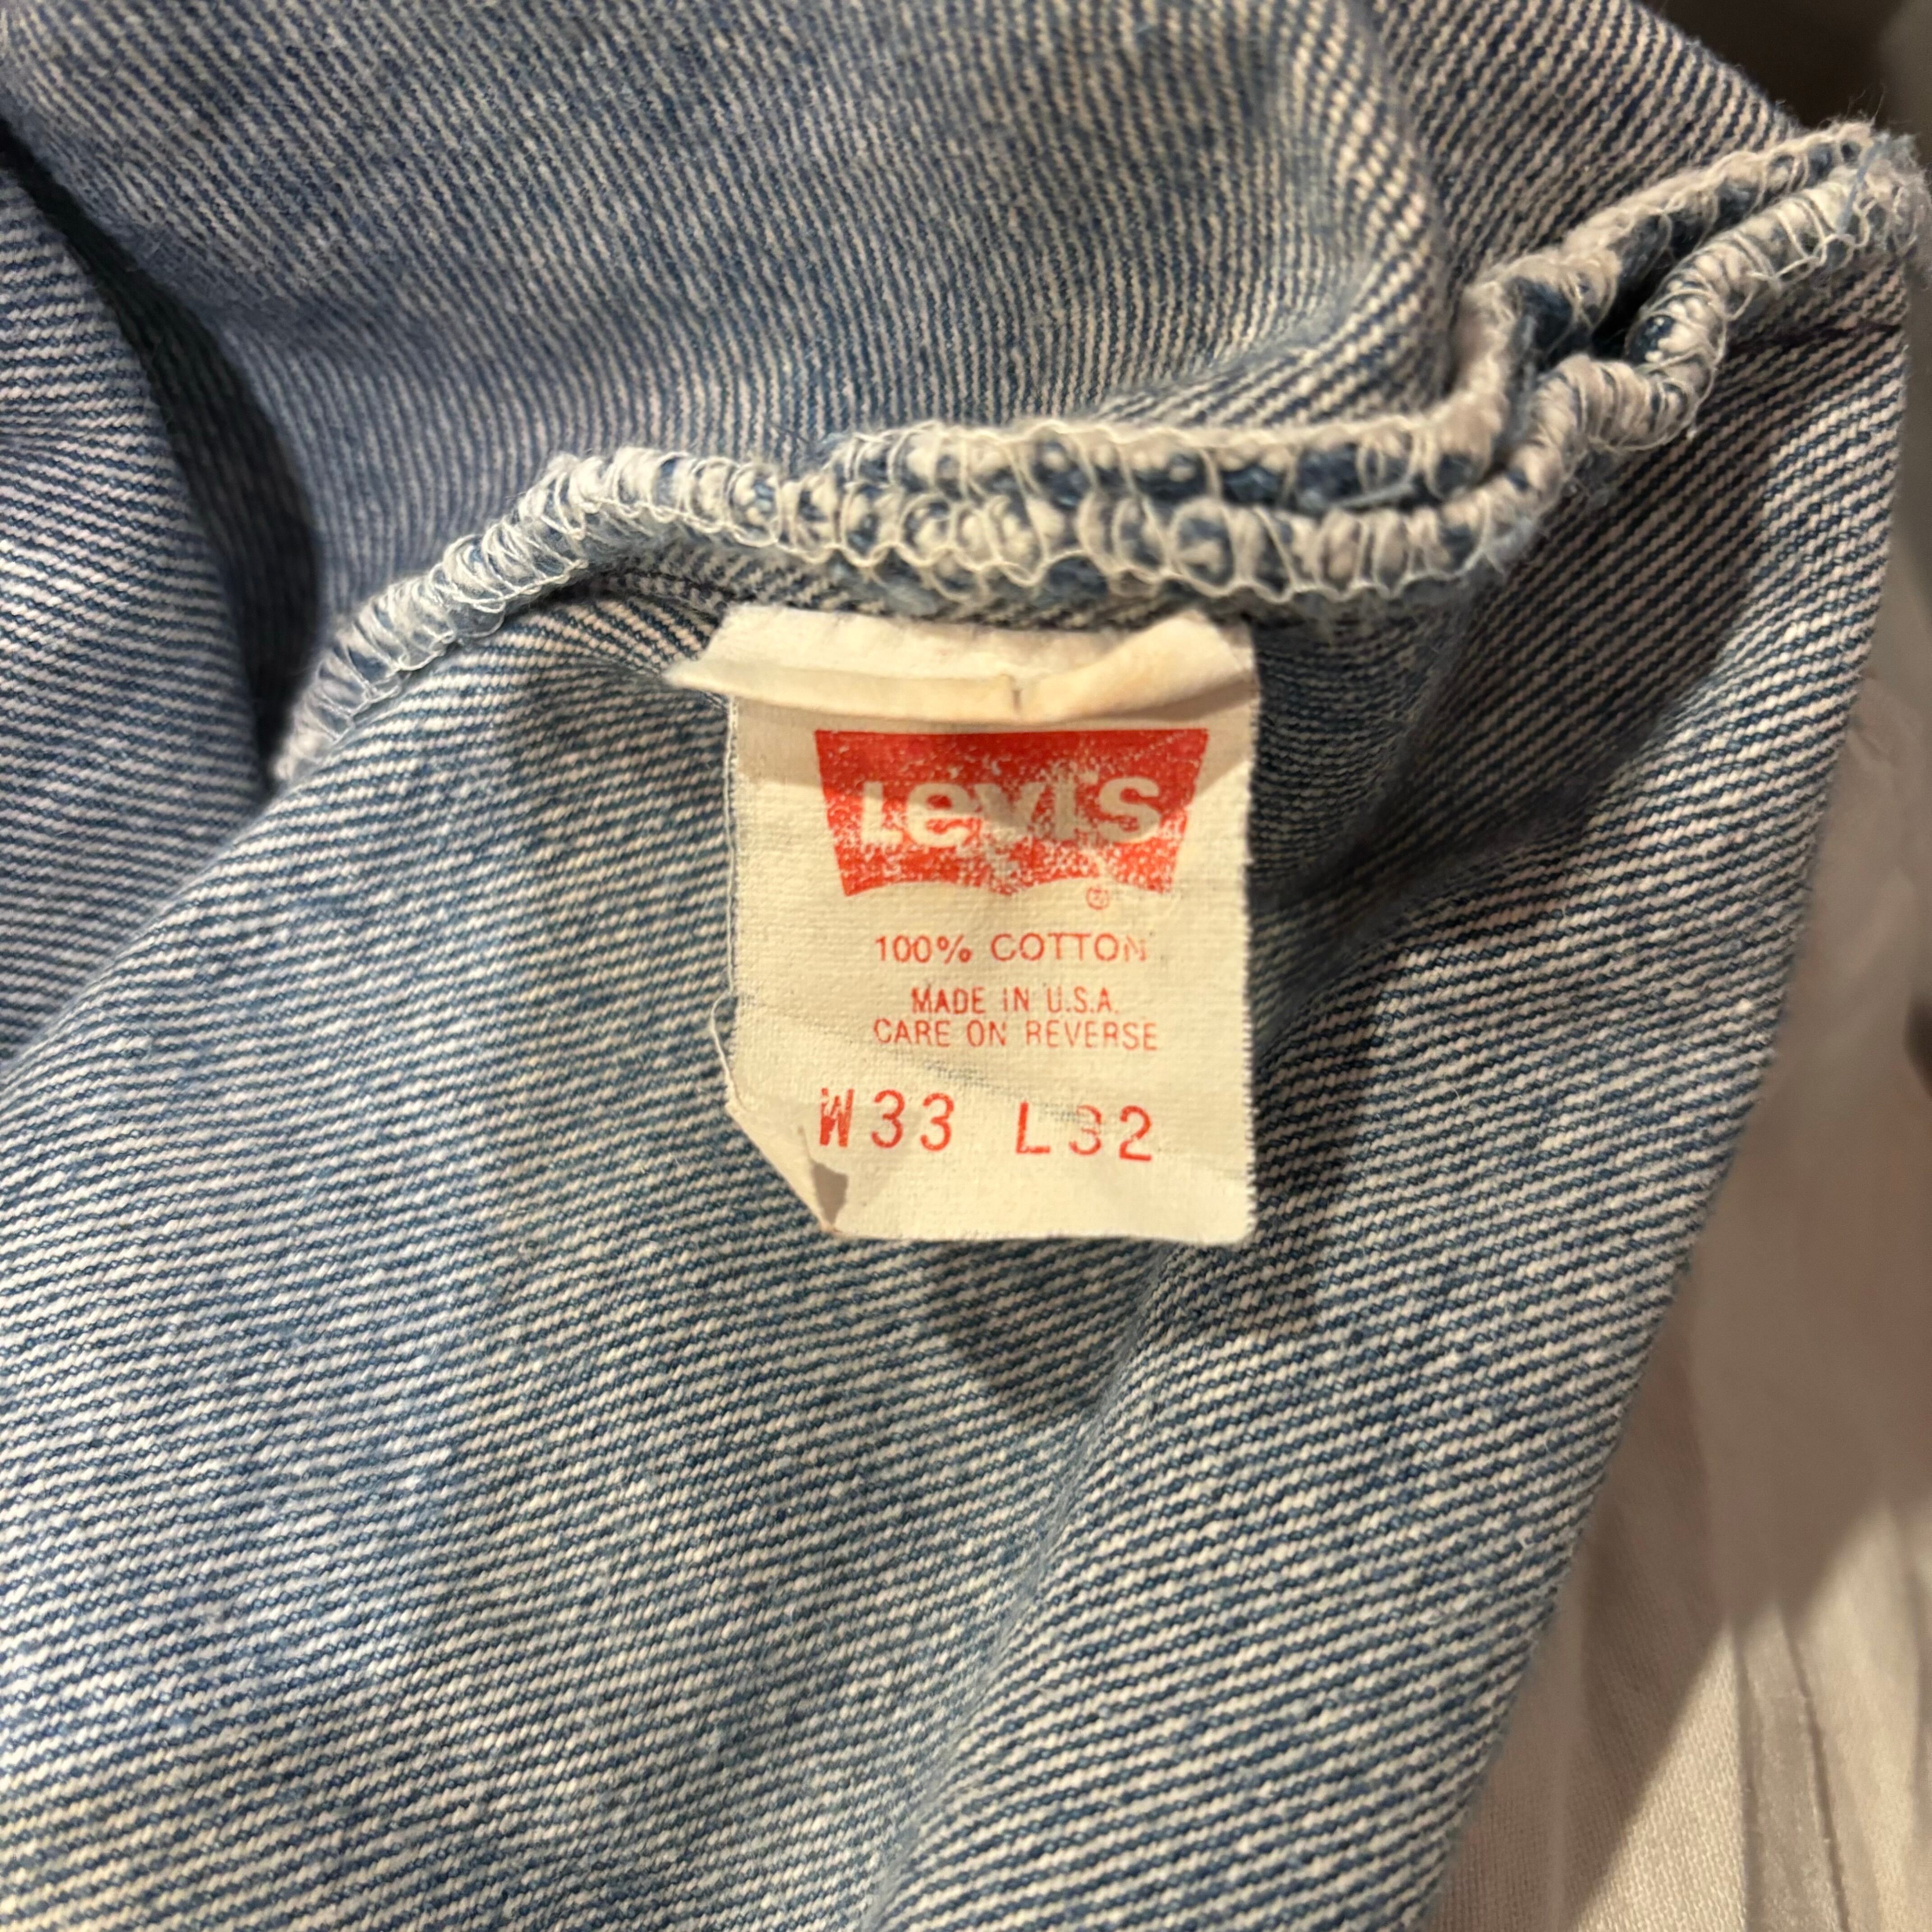 Levi's
®
100% COTTON
MADE IN U.S.A.
CARE ON REVERSE
W33 L32